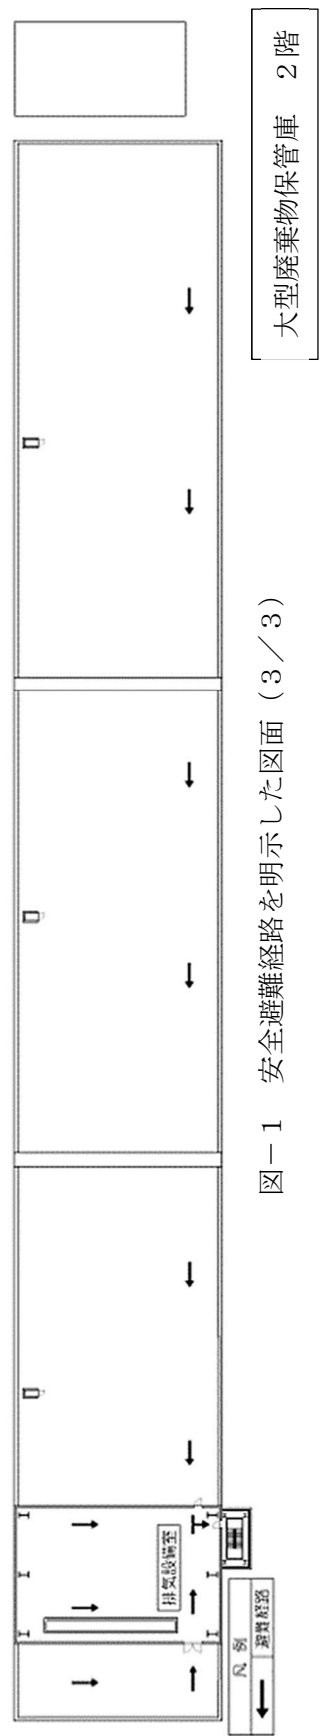 大型廃棄物保管庫　２階
排気設備室
凡 例
避難経路
図－１　安全避難経路を明示した図面（３／３）